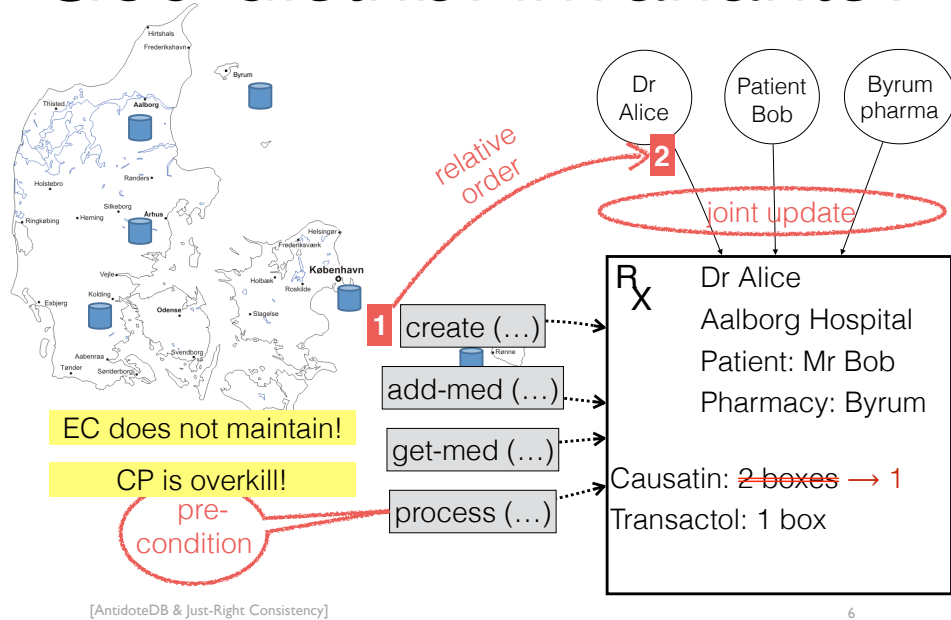 Hirtshals
Frederikshavn
Byrum
Thisted
Aalborg
Holstebro
Randers
Silkeborg
Ringkøbing
Herning
Århus
Helsingør
Frederiksværk
København
Holbæk
Roskilde
Vejle
Esbjerg
Kolding
Slagelse
Odense
Aabenraa
Svendborg
Tønder
Sønderborg
Rønne
Dr
Alice
Patient
Bob
Byrum
pharma
relative
order
2
joint update
1
create (...)
add-med (...)
get-med (...)
process (...)
RX
Dr Alice
Aalborg Hospital
Patient: Mr Bob
Pharmacy: Byrum
Causatin: 2 boxes → 1
Transactol: 1 box
EC does not maintain!
CP is overkill!
pre-
condition
[AntidoteDB & Just-Right Consistency]
6